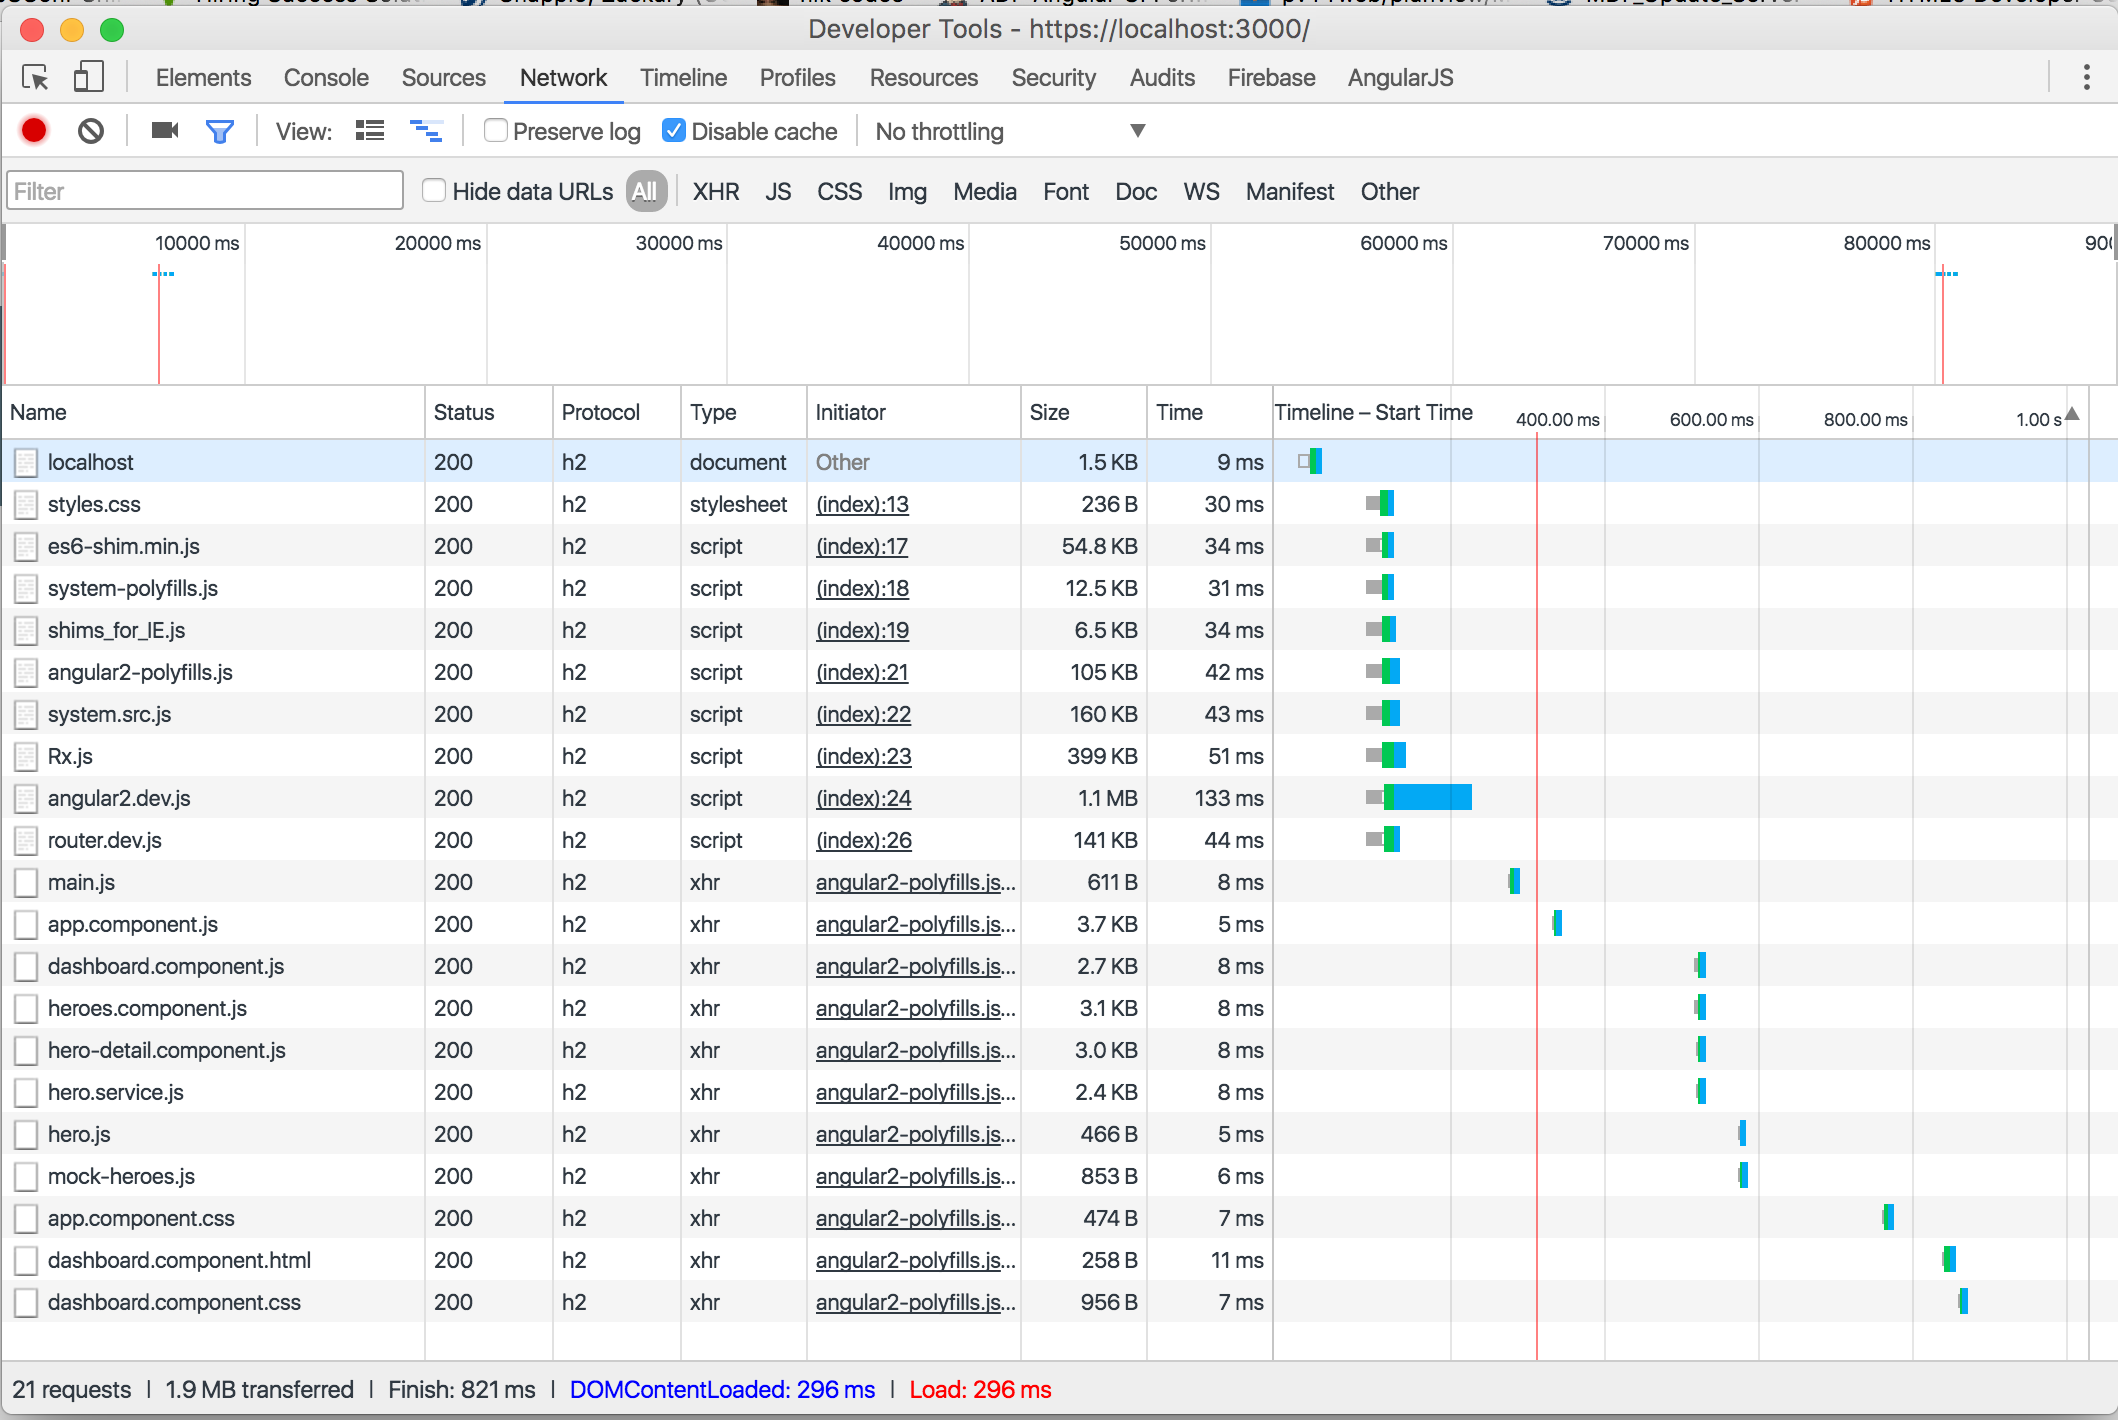 Developer Tools - https://localhost:3000/
Elements Console Sources Network Timeline Profiles Resources Security Audits Firebase AngularJS
View: Preserve log Disable cache No throttling ▼
Filter Hide data URLs All XHR JS CSS Img Media Font Doc WS Manifest Other
10000 ms 20000 ms 30000 ms 40000 ms 50000 ms 60000 ms 70000 ms 80000 ms
Name Status Protocol Type Initiator Size Time Timeline – Start Time 400.00 ms 600.00 ms 800.00 ms 1.00 s▲
localhost 200 h2 document Other 1.5 KB 9 ms
styles.css 200 h2 stylesheet (index):13 236 B 30 ms
es6-shim.min.js 200 h2 script (index):17 54.8 KB 34 ms
system-polyfills.js 200 h2 script (index):18 12.5 KB 31 ms
shims_for_IE.js 200 h2 script (index):19 6.5 KB 34 ms
angular2-polyfills.js 200 h2 script (index):21 105 KB 42 ms
system.src.js 200 h2 script (index):22 160 KB 43 ms
Rx.js 200 h2 script (index):23 399 KB 51 ms
angular2.dev.js 200 h2 script (index):24 1.1 MB 133 ms
router.dev.js 200 h2 script (index):26 141 KB 44 ms
main.js 200 h2 xhr angular2-polyfills.js... 611 B 8 ms
app.component.js 200 h2 xhr angular2-polyfills.js... 3.7 KB 5 ms
dashboard.component.js 200 h2 xhr angular2-polyfills.js... 2.7 KB 8 ms
heroes.component.js 200 h2 xhr angular2-polyfills.js... 3.1 KB 8 ms
hero-detail.component.js 200 h2 xhr angular2-polyfills.js... 3.0 KB 8 ms
hero.service.js 200 h2 xhr angular2-polyfills.js... 2.4 KB 8 ms
hero.js 200 h2 xhr angular2-polyfills.js... 466 B 5 ms
mock-heroes.js 200 h2 xhr angular2-polyfills.js... 853 B 6 ms
app.component.css 200 h2 xhr angular2-polyfills.js... 474 B 7 ms
dashboard.component.html 200 h2 xhr angular2-polyfills.js... 258 B 11 ms
dashboard.component.css 200 h2 xhr angular2-polyfills.js... 956 B 7 ms
21 requests | 1.9 MB transferred | Finish: 821 ms | DOMContentLoaded: 296 ms | Load: 296 ms